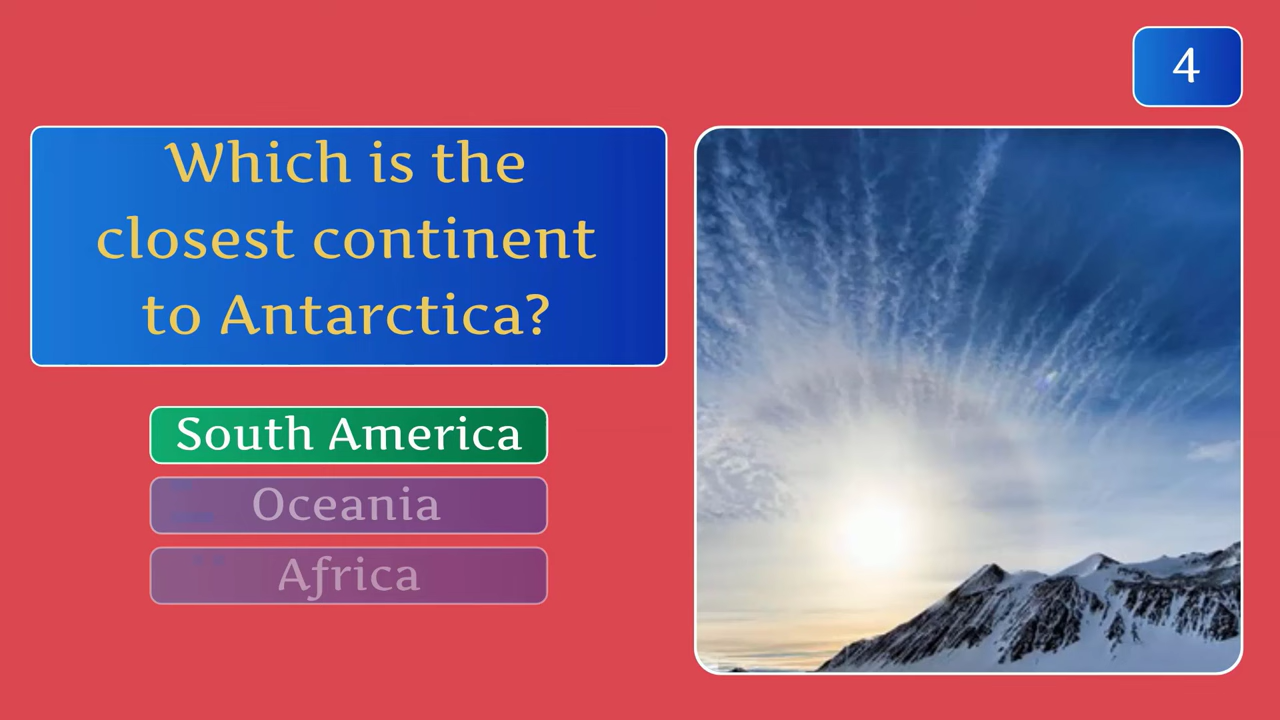 4
Which is the
closest continent
to Antarctica?
South America
Oceania
Africa